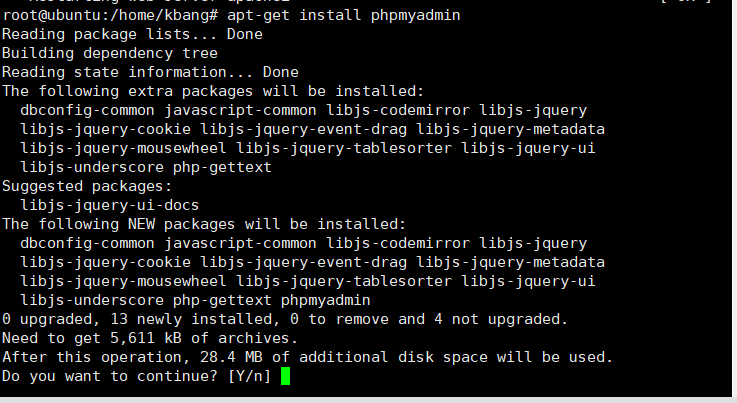 root@ubuntu:/home/kbang# apt-get install phpmyadmin
Reading package lists... Done
Building dependency tree
Reading state information... Done
The following extra packages will be installed:
  dbconfig-common javascript-common libjs-codemirror libjs-jquery
  libjs-jquery-cookie libjs-jquery-event-drag libjs-jquery-metadata
  libjs-jquery-mousewheel libjs-jquery-tablesorter libjs-jquery-ui
  libjs-underscore php-gettext
Suggested packages:
  libjs-jquery-ui-docs
The following NEW packages will be installed:
  dbconfig-common javascript-common libjs-codemirror libjs-jquery
  libjs-jquery-cookie libjs-jquery-event-drag libjs-jquery-metadata
  libjs-jquery-mousewheel libjs-jquery-tablesorter libjs-jquery-ui
  libjs-underscore php-gettext phpmyadmin
0 upgraded, 13 newly installed, 0 to remove and 4 not upgraded.
Need to get 5,611 kB of archives.
After this operation, 28.4 MB of additional disk space will be used.
Do you want to continue? [Y/n]